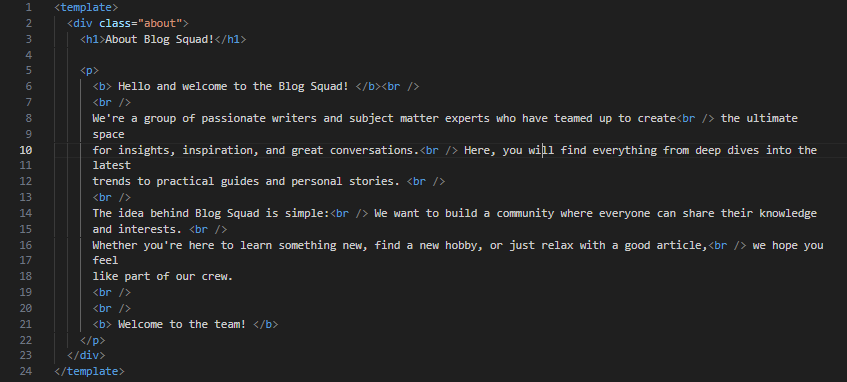 1 <template>
2 <div class="about">
3 <h1>About Blog Squad!</h1>
4
5 <p>
6 <b> Hello and welcome to the Blog Squad! </b><br />
7 <br />
8 We're a group of passionate writers and subject matter experts who have teamed up to create<br /> the ultimate
9 space
10 for insights, inspiration, and great conversations.<br /> Here, you will find everything from deep dives into the
11 latest
12 trends to practical guides and personal stories. <br />
13 <br />
14 The idea behind Blog Squad is simple:<br /> We want to build a community where everyone can share their knowledge
15 and interests. <br />
16 Whether you're here to learn something new, find a new hobby, or just relax with a good article,<br /> we hope you
17 feel
18 like part of our crew.
19 <br />
20 <br />
21 <b> Welcome to the team! </b>
22 </p>
23 </div>
24 </template>